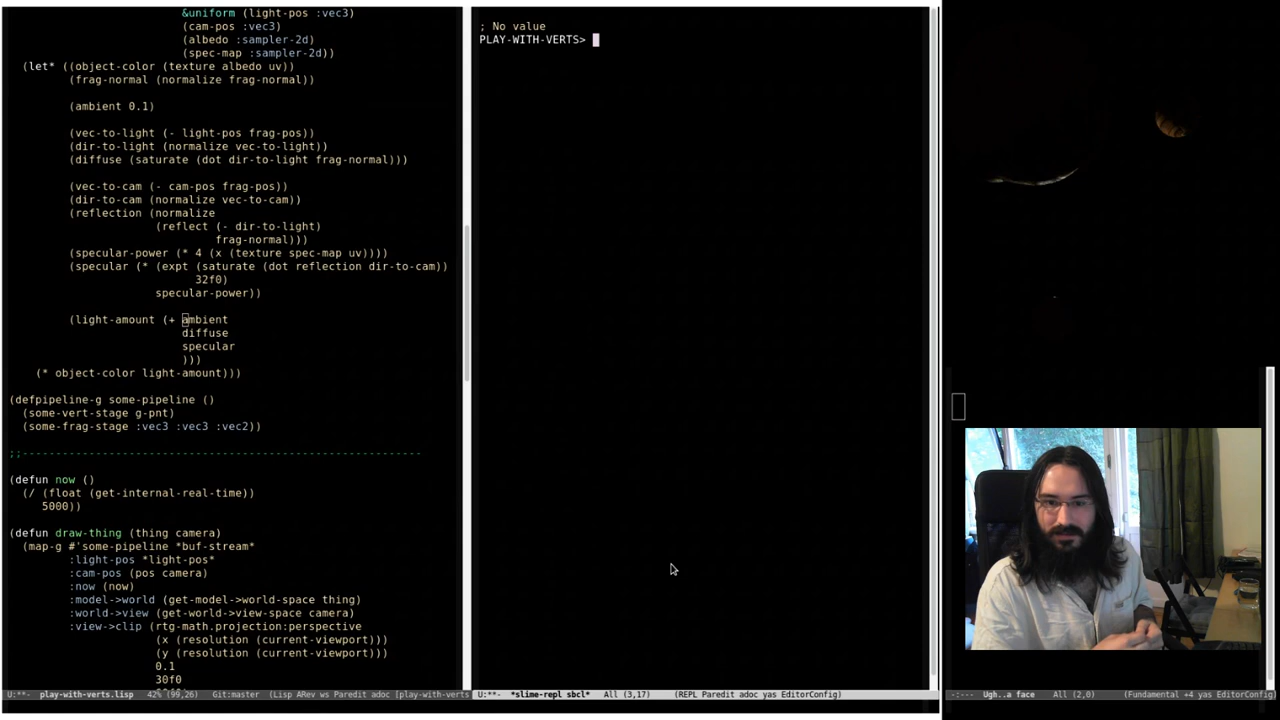 &uniform (light-pos :vec3)
(cam-pos :vec3)
(albedo :sampler-2d)
(spec-map :sampler-2d))
(let* ((object-color (texture albedo uv))
(frag-normal (normalize frag-normal))
(ambient 0.1)
(vec-to-light (- light-pos frag-pos))
(dir-to-light (normalize vec-to-light))
(diffuse (saturate (dot dir-to-light frag-normal)))
(vec-to-cam (- cam-pos frag-pos))
(dir-to-cam (normalize vec-to-cam))
(reflection (normalize
(reflect (- dir-to-light)
frag-normal)))
(specular-power (* 4 (x (texture spec-map uv))))
(specular (* (expt (saturate (dot reflection dir-to-cam))
32f0)
specular-power))
(light-amount (+ ambient
diffuse
specular
)))
(* object-color light-amount)))
(defpipeline-g some-pipeline ()
(some-vert-stage g-pnt)
(some-frag-stage :vec3 :vec3 :vec2))
;;------------------------------------------------------------
(defun now ()
(/ (float (get-internal-real-time))
5000))
(defun draw-thing (thing camera)
(map-g #'some-pipeline *buf-stream*
:light-pos *light-pos*
:cam-pos (pos camera)
:now (now)
:model->world (get-model->world-space thing)
:world->view (get-world->view-space camera)
:view->clip (rtg-math.projection:perspective
(x (resolution (current-viewport)))
(y (resolution (current-viewport)))
0.1
30f0
U:**- play-with-verts.lisp 42% (99,26) Git:master (Lisp ARev ws Paredit adoc [play-with-verts
; No value
PLAY-WITH-VERTS>
U:**- *slime-repl sbcl* All (3,17) (REPL Paredit adoc yas EditorConfig)
-:--- Ugh..a face All (2,0) (Fundamental +4 yas EditorConfig)